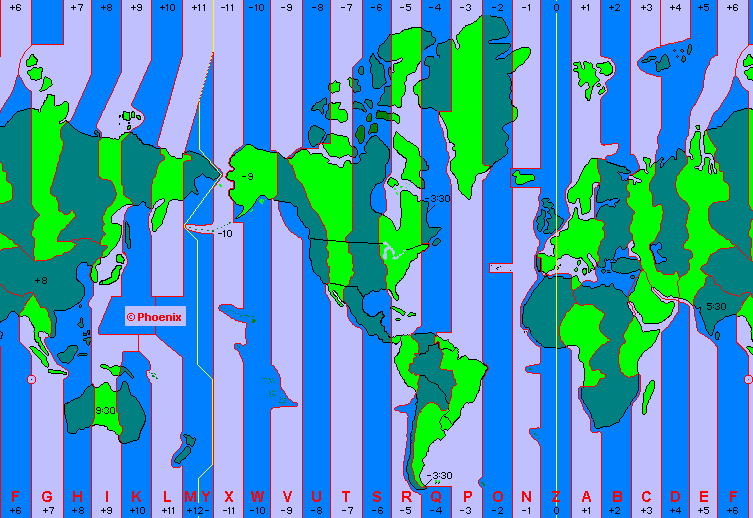 +6 +7 +8 +9 +10 +11 -11 -10 -9 -8 -7 -6 -5 -4 -3 -2 -1 0 +1 +2 +3 +4 +5 +6
-9
-3:30
-10
+8
5:30
© Phoenix
9:30
-3:30
F G H I K L M Y X W V U T S R Q P O N Z A B C D E F
+6 +7 +8 +9 +10 +11 +12- -11 -10 -9 -8 -7 -6 -5 -4 -3 -2 -1 0 +1 +2 +3 +4 +5 +6